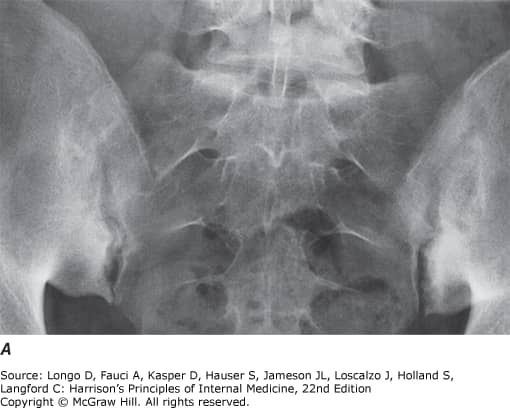 A
Source: Longo D, Fauci A, Kasper D, Hauser S, Jameson JL, Loscalzo J, Holland S,
Langford C: Harrison’s Principles of Internal Medicine, 22nd Edition
Copyright © McGraw Hill. All rights reserved.